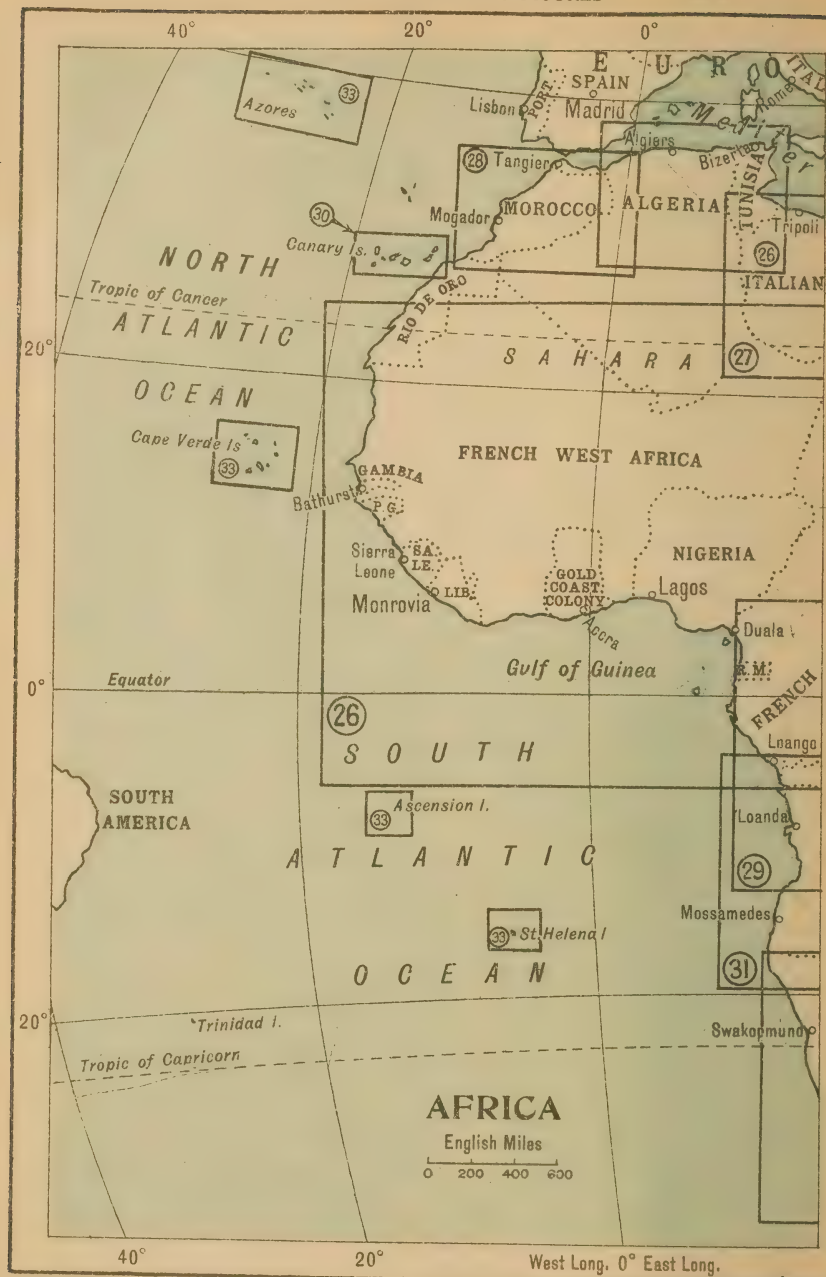 40°
20°
0°
Azores
33
E U R O
SPAIN
PORT.
Lisbon
Madrid
ITAL
Rome
Mediter
Algiers
Bizerta
28
Tangier
MOROCCO
ALGERIA
TUNISIA
Mogador
Tripoli
30
Canary Is.
26
ITALIAN
NORTH
Tropic of Cancer
RIO DE ORO
ATLANTIC
20°
SAHARA
27
OCEAN
Cape Verde Is
33
FRENCH WEST AFRICA
GAMBIA
Bathurst
P.G.
NIGERIA
Sierra
Leone
SA.
LE.
LIB.
GOLD
COAST
COLONY
Lagos
Monrovia
Accra
Duala
Gulf of Guinea
R.M.
0°
Equator
FRENCH
26
Loango
SOUTH
SOUTH
AMERICA
Ascension I.
33
Loanda
ATLANTIC
29
Mossamedes
33
St. Helena I
31
OCEAN
20°
Trinidad I.
Swakopmund
Tropic of Capricorn
AFRICA
English Miles
0 200 400 600
40°
20°
West Long. 0° East Long.